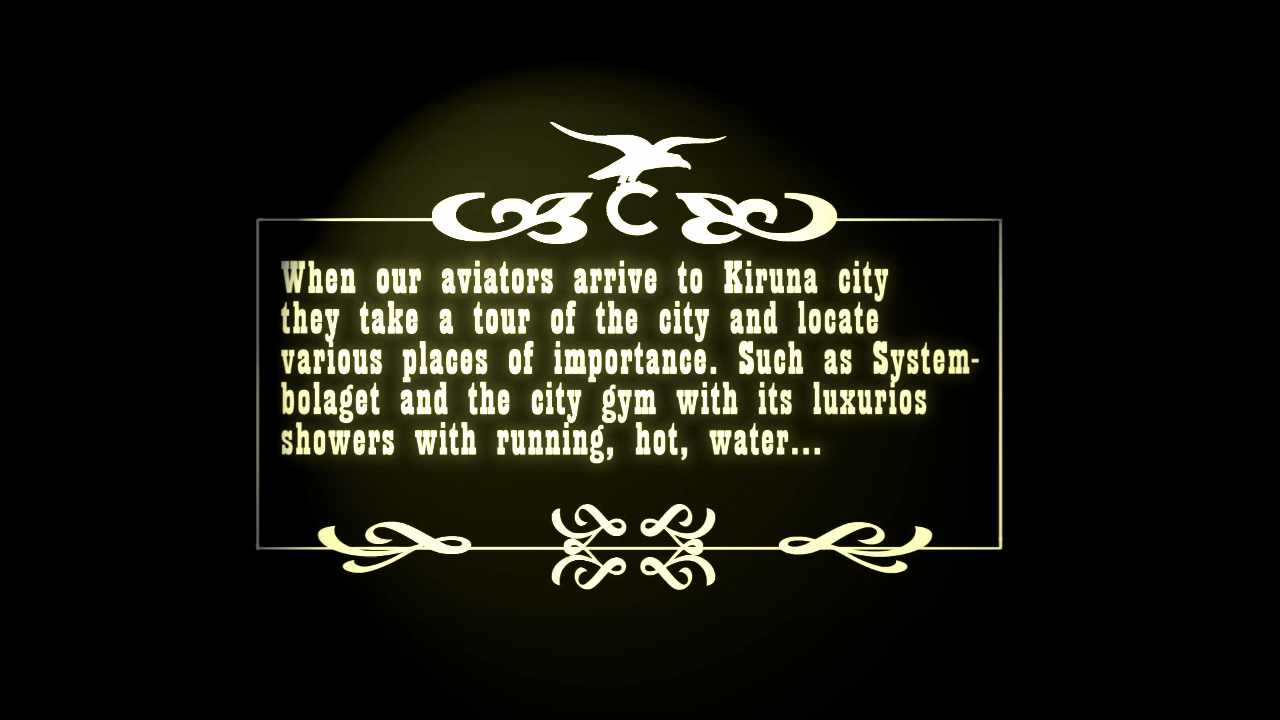 C
When our aviators arrive to Kiruna city
they take a tour of the city and locate
various places of importance. Such as System-
bolaget and the city gym with its luxurios
showers with running, hot, water...